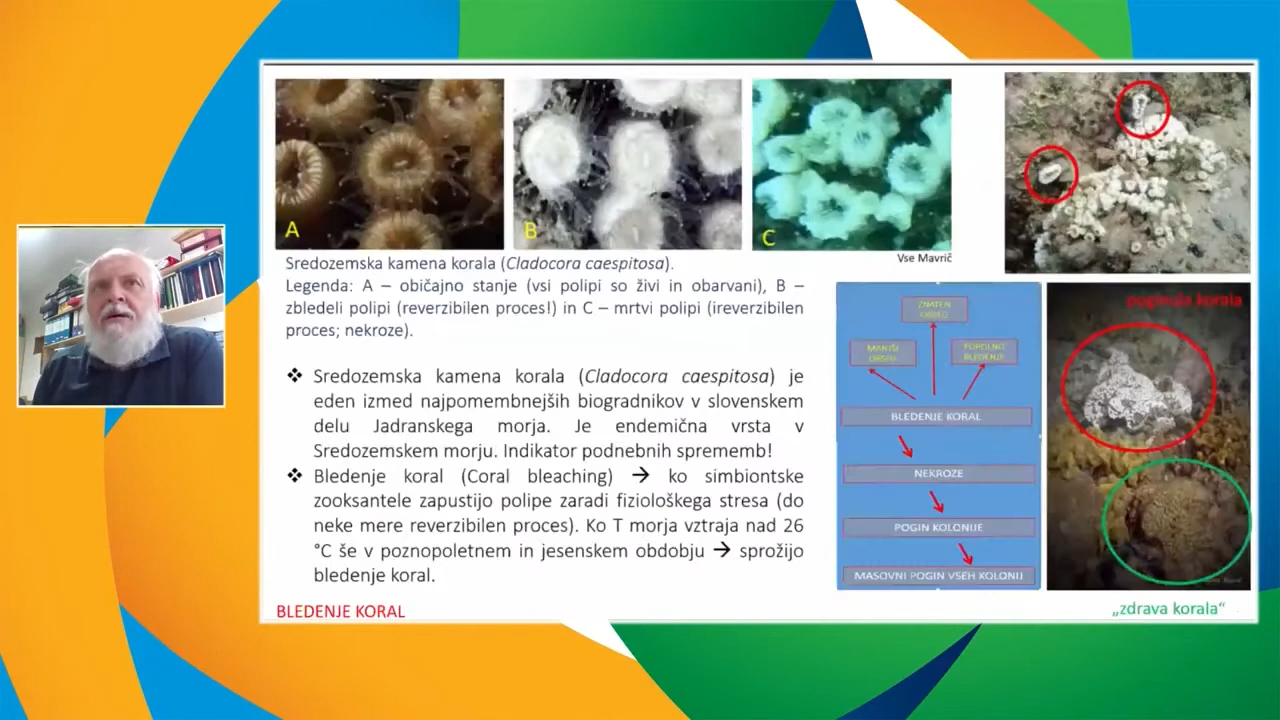 A
B
C
Vse Mavrič
Sredozemska kamena korala (Cladocora caespitosa).
Legenda: A – običajno stanje (vsi polipi so živi in obarvani), B –
zbledeli polipi (reverzibilen proces!) in C – mrtvi polipi (ireverzibilen
proces; nekroze).
❖ Sredozemska kamena korala (Cladocora caespitosa) je
eden izmed najpomembnejših biogradnikov v slovenskem
delu Jadranskega morja. Je endemična vrsta v
Sredozemskem morju. Indikator podnebnih sprememb!
❖ Bledenje koral (Coral bleaching) → ko simbiontske
zooksantele zapustijo polipe zaradi fiziološkega stresa (do
neke mere reverzibilen proces). Ko T morja vztraja nad 26
°C še v poznopoletnem in jesenskem obdobju → sprožijo
bledenje koral.
BLEDENJE KORAL
ZNATEN
OBSEG
MANJŠI
OBSEG
POPOLNO
BLEDENJE
BLEDENJE KORAL
NEKROZE
POGIN KOLONIJE
MASOVNI POGIN VSEH KOLONIJ
poginula korala
„zdrava korala“